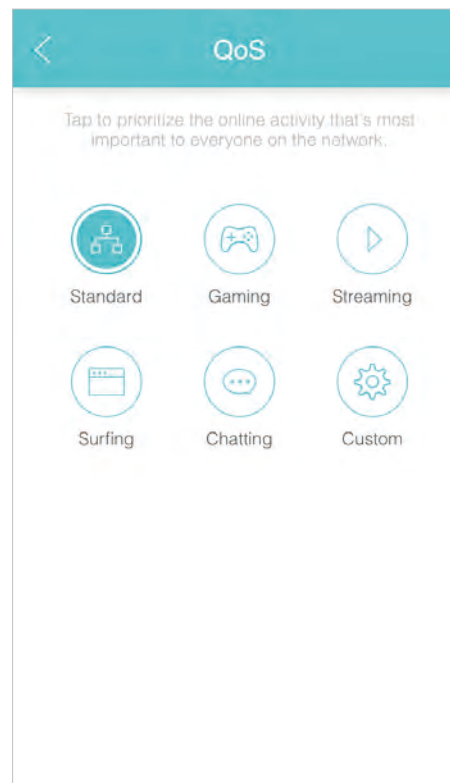 QoS
Tap to prioritize the online activity that's most
important to everyone on the network.
Standard Gaming Streaming
Surfing Chatting Custom